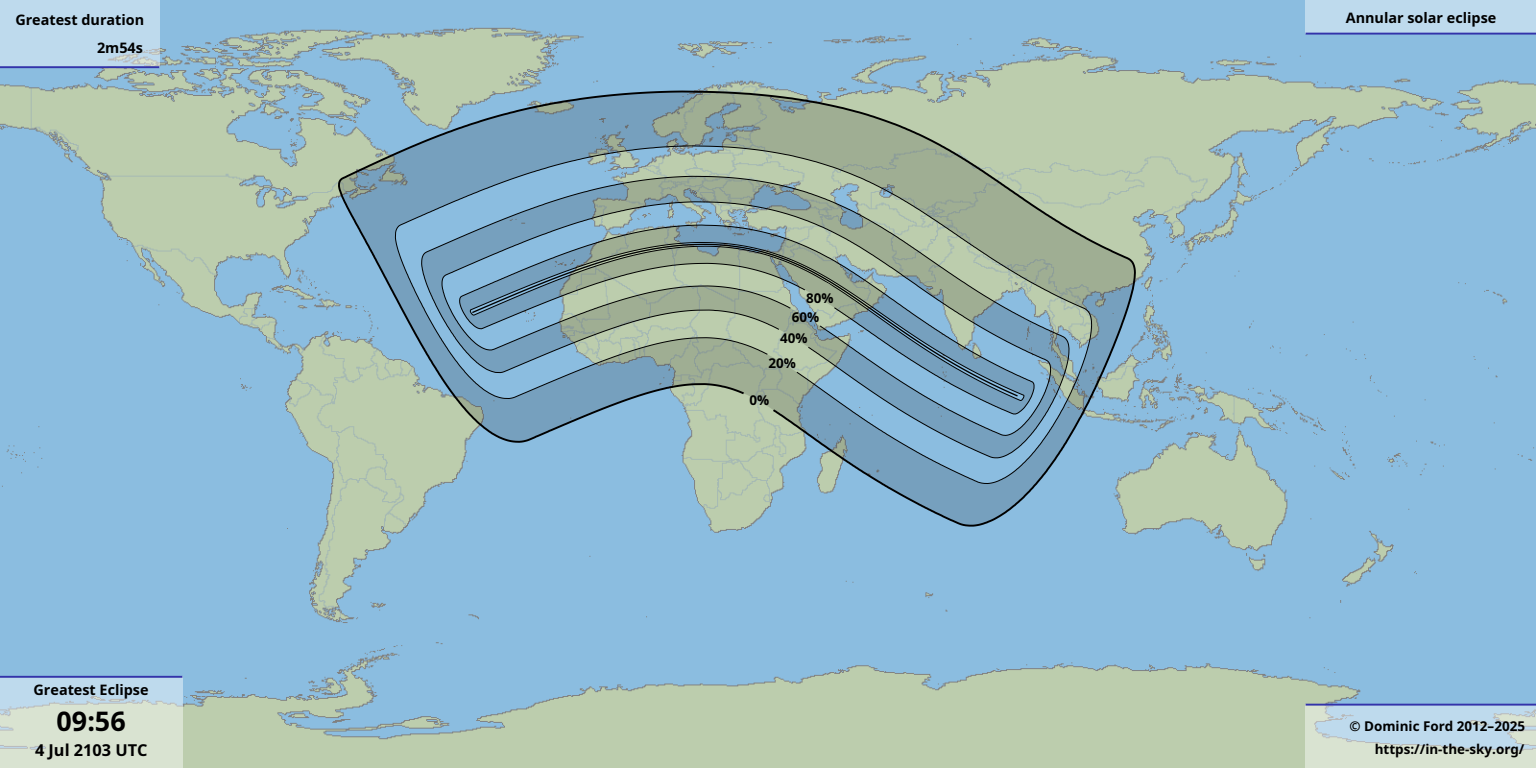 Greatest duration
2m54s
Annular solar eclipse
80%
60%
40%
20%
0%
Greatest Eclipse
09:56
4 Jul 2103 UTC
© Dominic Ford 2012–2025
https://in-the-sky.org/